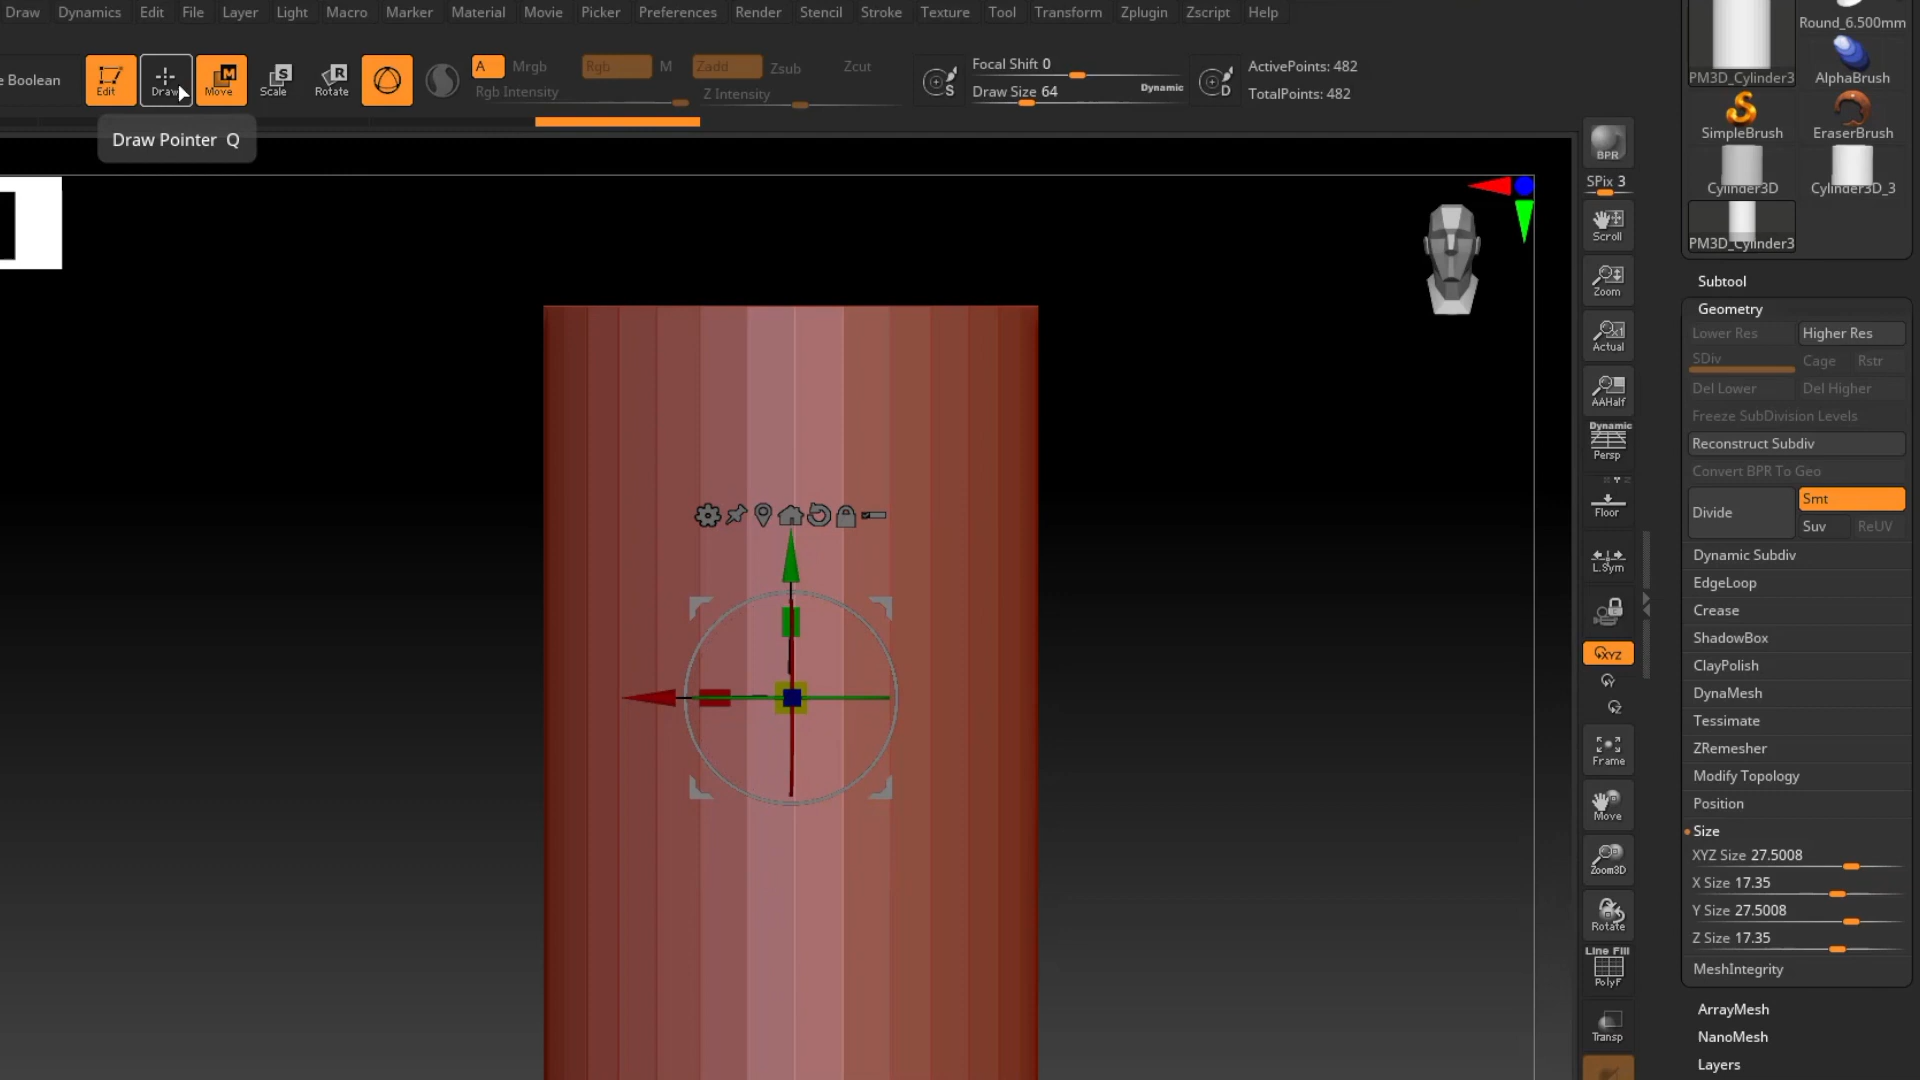 Draw Dynamics Edit File Layer Light Macro Marker Material Movie Picker Preferences Render Stencil Stroke Texture Tool Transform Zplugin Zscript Help
e Boolean
Edit
Draw
M
Move
S
Scale
R
Rotate
A Mrgb
Rgb M
Rgb Intensity
Zadd Zsub Zcut
Z Intensity
S
Focal Shift 0
Draw Size 64
Dynamic
D
ActivePoints: 482
TotalPoints: 482
Draw Pointer Q
BPR
SPix 3
Scroll
Zoom
Actual
AAHalf
Dynamic
Persp
Floor
L.Sym
XYZ
Y
Z
Frame
Move
Zoom3D
Rotate
Line Fill
PolyF
Transp
PM3D_Cylinder3
Round_6.500mm
AlphaBrush
SimpleBrush
EraserBrush
Cylinder3D
Cylinder3D_3
PM3D_Cylinder3
Subtool
Geometry
Lower Res Higher Res
SDiv Cage Rstr
Del Lower Del Higher
Freeze SubDivision Levels
Reconstruct Subdiv
Convert BPR To Geo
Divide
Smt
Suv ReUV
Dynamic Subdiv
EdgeLoop
Crease
ShadowBox
ClayPolish
DynaMesh
Tessimate
ZRemesher
Modify Topology
Position
Size
XYZ Size 27.5008
X Size 17.35
Y Size 27.5008
Z Size 17.35
MeshIntegrity
ArrayMesh
NanoMesh
Layers